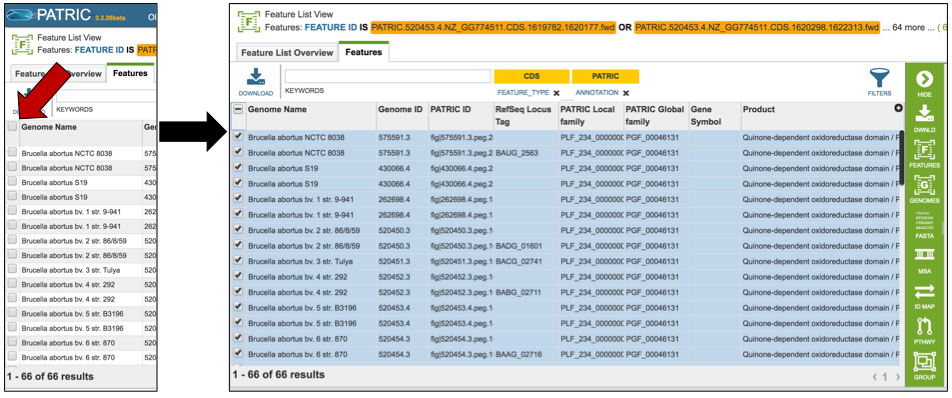 PATRIC 3.2.26beta
Feature List View
Features: FEATURE ID IS PATR
Feature List Overview Features
KEYWORDS
Genome Name Ge
Brucella abortus NCTC 8038 575
Brucella abortus NCTC 8038 575
Brucella abortus S19 430
Brucella abortus S19 430
Brucella abortus bv. 1 str. 9-941 262
Brucella abortus bv. 1 str. 9-941 262
Brucella abortus bv. 2 str. 86/8/59 520
Brucella abortus bv. 2 str. 86/8/59 520
Brucella abortus bv. 3 str. Tulya 520
Brucella abortus bv. 4 str. 292 520
Brucella abortus bv. 4 str. 292 520
Brucella abortus bv. 5 str. B3196 520
Brucella abortus bv. 5 str. B3196 520
Brucella abortus bv. 6 str. 870 520
Brucella abortus bv. 6 str. 870 520
1 - 66 of 66 results
Feature List View
Features: FEATURE ID IS PATRIC.520453.4.NZ_GG774511.CDS.1619782.1620177.fwd OR PATRIC.520453.4.NZ_GG774511.CDS.1620298.1622313.fwd ... 64 more ... ( 6
Feature List Overview Features
DOWNLOAD KEYWORDS
CDS PATRIC
FEATURE_TYPE ✕ ANNOTATION ✕
FILTERS
Genome Name Genome ID PATRIC ID RefSeq Locus Tag PATRIC Local family PATRIC Global family Gene Symbol Product
Brucella abortus NCTC 8038 575591.3 fig|575591.3.peg.2 PLF_234_0000000 PGF_00046131 Quinone-dependent oxidoreductase domain / F
Brucella abortus NCTC 8038 575591.3 fig|575591.3.peg.2 BAUG_2563 PLF_234_0000000 PGF_00046131 Quinone-dependent oxidoreductase domain / F
Brucella abortus S19 430066.4 fig|430066.4.peg.2 PLF_234_0000000 PGF_00046131 Quinone-dependent oxidoreductase domain / F
Brucella abortus S19 430066.4 fig|430066.4.peg.2 PLF_234_0000000 PGF_00046131 Quinone-dependent oxidoreductase domain / F
Brucella abortus bv. 1 str. 9-941 262698.4 fig|262698.4.peg.1 PLF_234_0000000 PGF_00046131 Quinone-dependent oxidoreductase domain / F
Brucella abortus bv. 1 str. 9-941 262698.4 fig|262698.4.peg.1 PLF_234_0000000 PGF_00046131 Quinone-dependent oxidoreductase domain / F
Brucella abortus bv. 2 str. 86/8/59 520450.3 fig|520450.3.peg.1 PLF_234_0000000 PGF_00046131 Quinone-dependent oxidoreductase domain / F
Brucella abortus bv. 2 str. 86/8/59 520450.3 fig|520450.3.peg.1 BADG_01601 PLF_234_0000000 PGF_00046131 Quinone-dependent oxidoreductase domain / F
Brucella abortus bv. 3 str. Tulya 520451.3 fig|520451.3.peg.1 BACG_02741 PLF_234_0000000 PGF_00046131 Quinone-dependent oxidoreductase domain / F
Brucella abortus bv. 4 str. 292 520452.3 fig|520452.3.peg.1 PLF_234_0000000 PGF_00046131 Quinone-dependent oxidoreductase domain / F
Brucella abortus bv. 4 str. 292 520452.3 fig|520452.3.peg.1 BABG_02711 PLF_234_0000000 PGF_00046131 Quinone-dependent oxidoreductase domain / F
Brucella abortus bv. 5 str. B3196 520453.4 fig|520453.4.peg.1 PLF_234_0000000 PGF_00046131 Quinone-dependent oxidoreductase domain / F
Brucella abortus bv. 5 str. B3196 520453.4 fig|520453.4.peg.1 PLF_234_0000000 PGF_00046131 Quinone-dependent oxidoreductase domain / F
Brucella abortus bv. 6 str. 870 520454.3 fig|520454.3.peg.1 PLF_234_0000000 PGF_00046131 Quinone-dependent oxidoreductase domain / F
Brucella abortus bv. 6 str. 870 520454.3 fig|520454.3.peg.1 BAAG_02716 PLF_234_0000000 PGF_00046131 Quinone-dependent oxidoreductase domain / F
1 - 66 of 66 results
1
HIDE
DWNLD
FEATURES
GENOMES
FASTA
MSA
ID MAP
PTHWY
GROUP